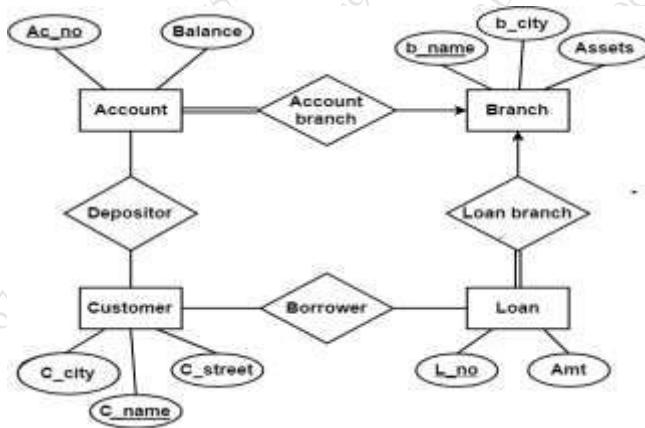 b_city
Ac_no Balance b_name Assets
Account Account branch Branch
Depositor Loan branch
Customer Borrower Loan
C_city C_street L_no Amt
C_name